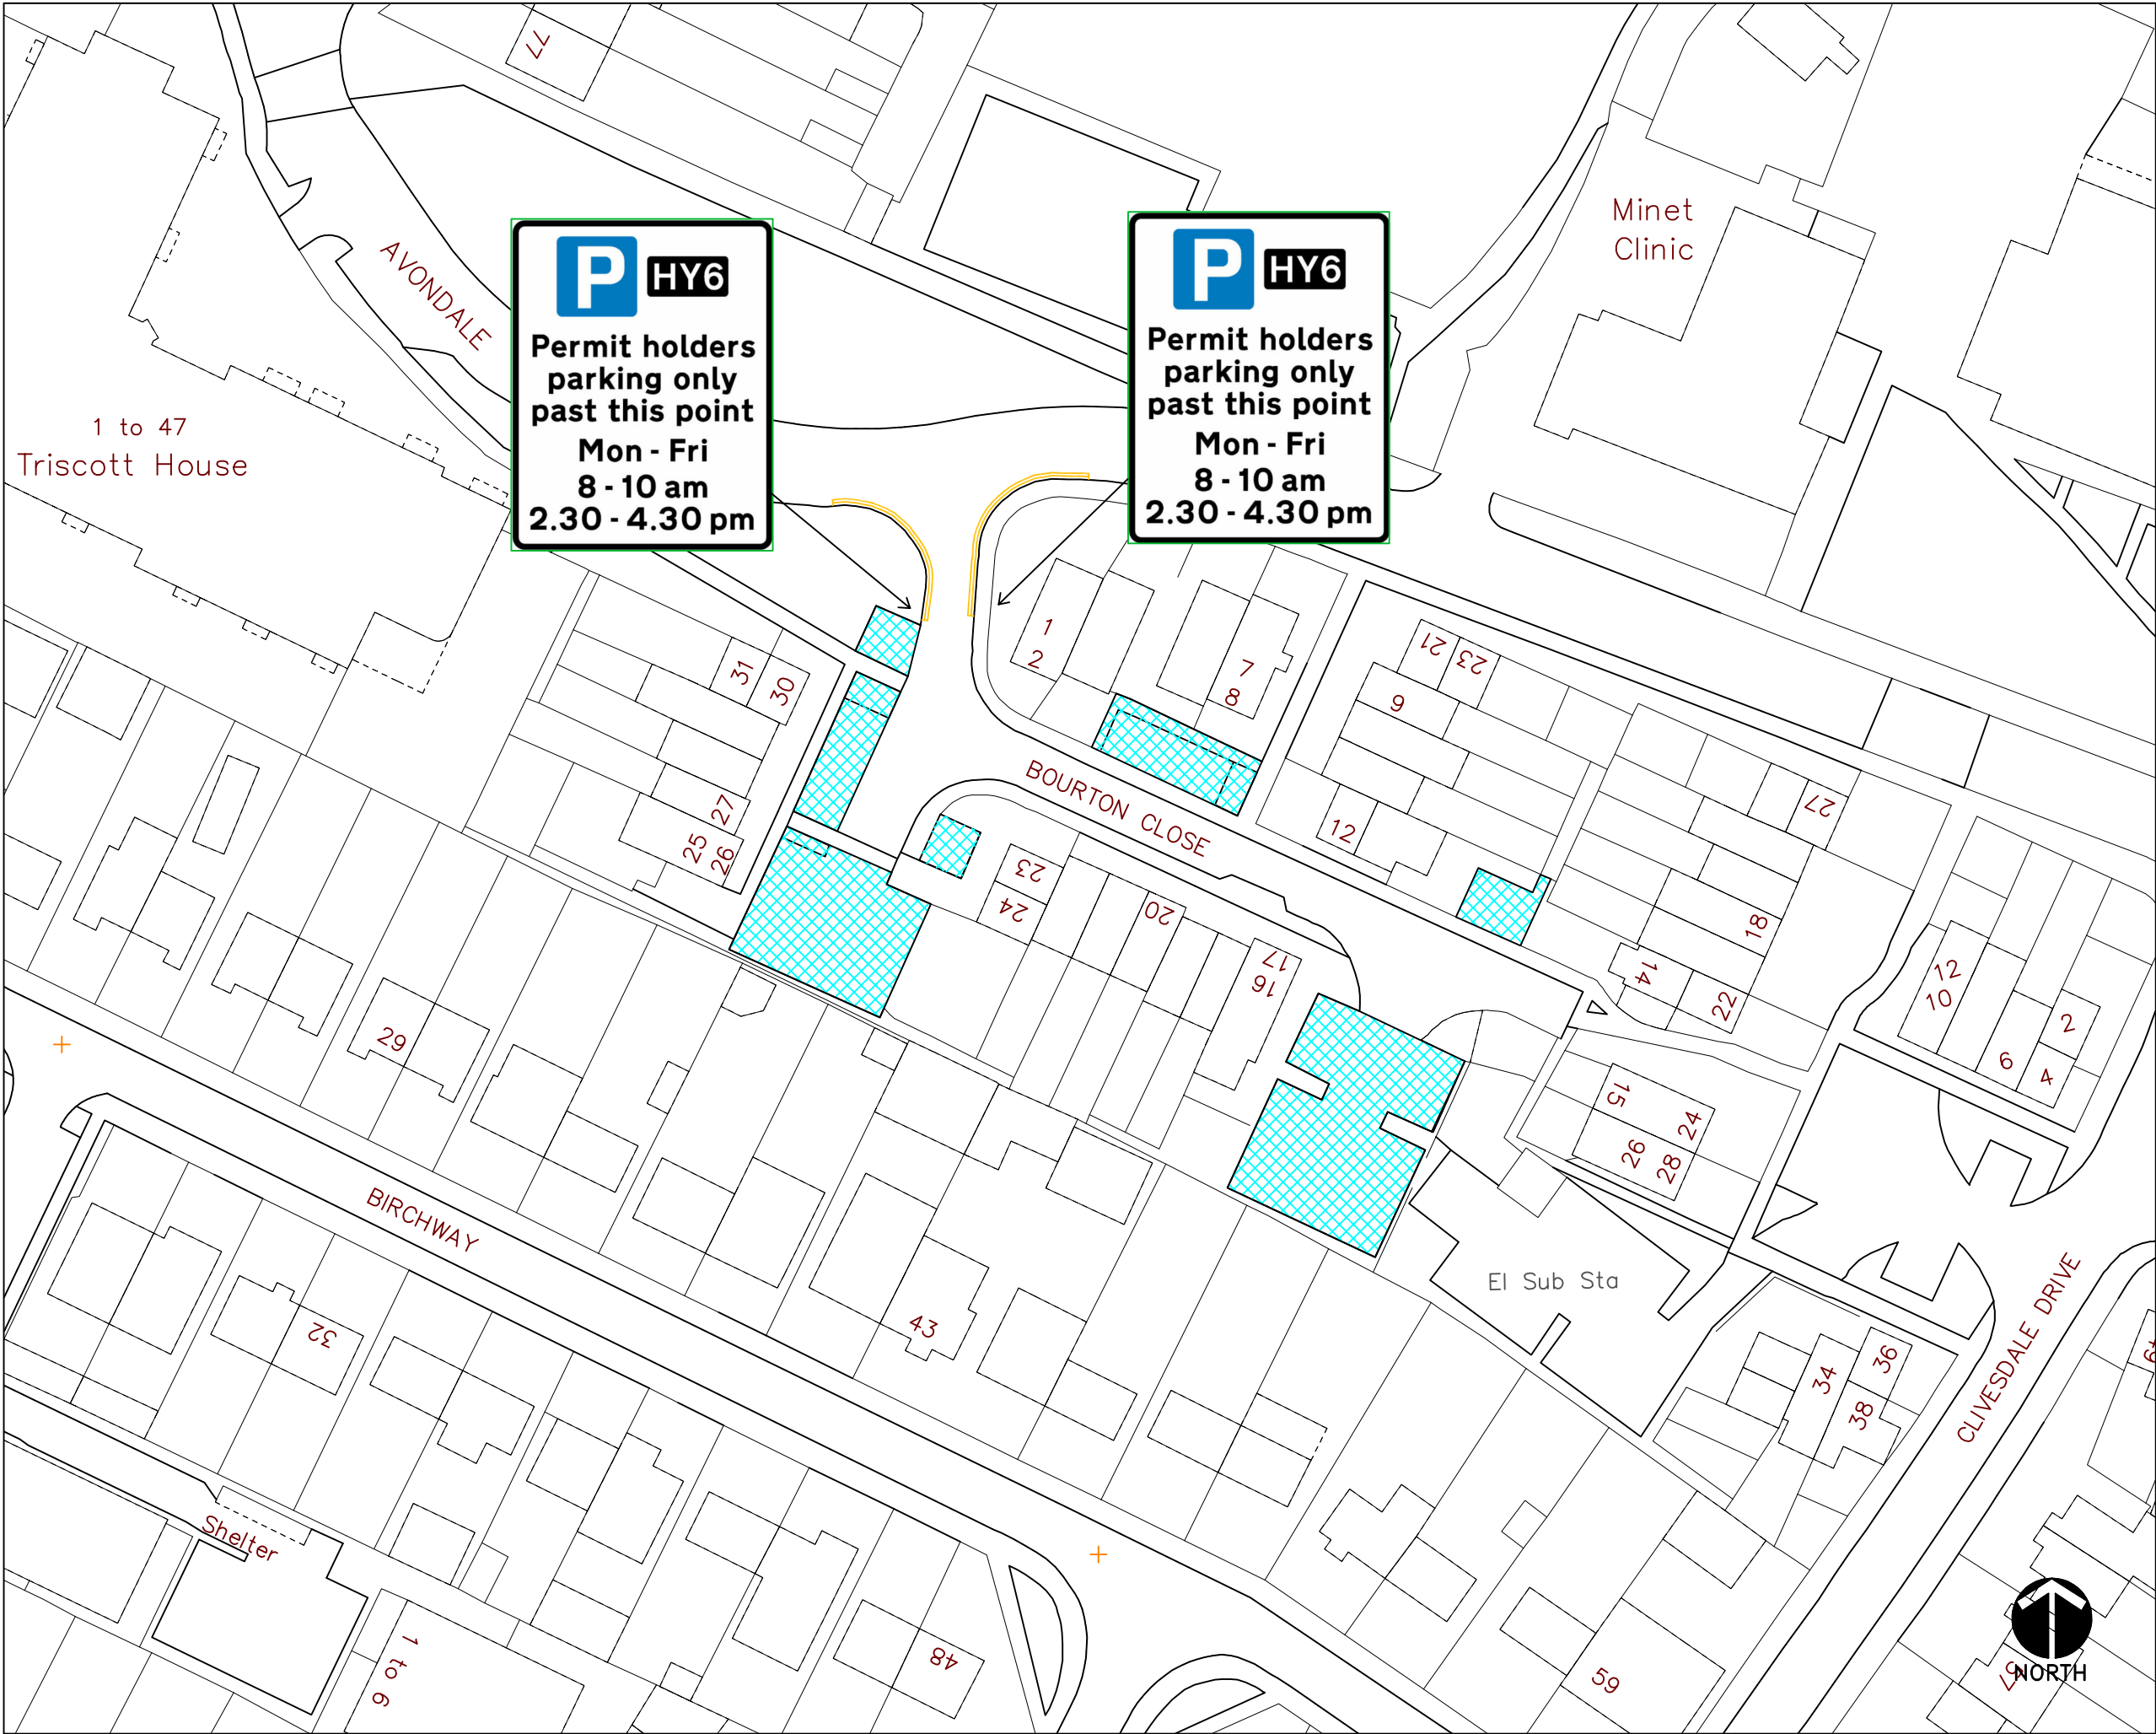 77
AVONDALE
P HY6
Permit holders
parking only
past this point
Mon - Fri
8 - 10 am
2.30 - 4.30 pm
P HY6
Permit holders
parking only
past this point
Mon - Fri
8 - 10 am
2.30 - 4.30 pm
Minet
Clinic
1 to 47
Triscott House
1
2
7
8
31
30
27
25
26
21
23
9
12
27
BOURTON CLOSE
23
24
20
17
16
18
14
22
12
10
2
6
4
29
15
24
26
28
BIRCHWAY
El Sub Sta
32
43
34
36
38
CLIVESDALE DRIVE
Shelter
1 to 6
48
59
NORTH